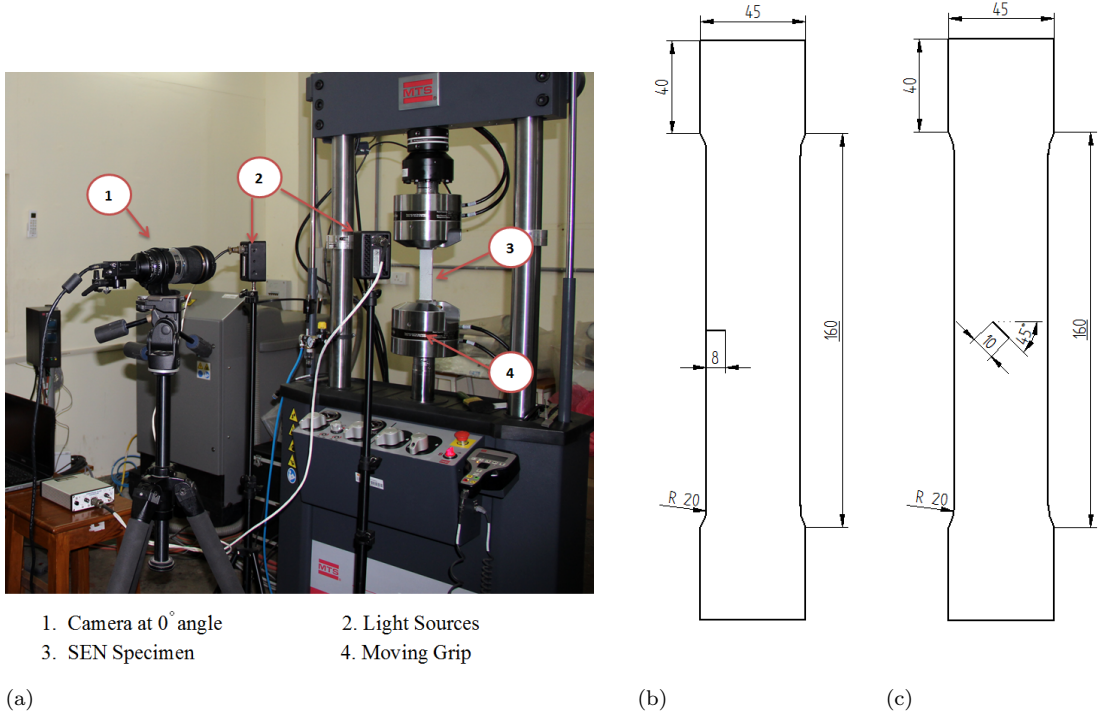 MTS
1
2
3
4
MTS
1. Camera at 0° angle
2. Light Sources
3. SEN Specimen
4. Moving Grip
(a)
45
40
160
8
R 20
(b)
45
40
160
10
45°
R 20
(c)